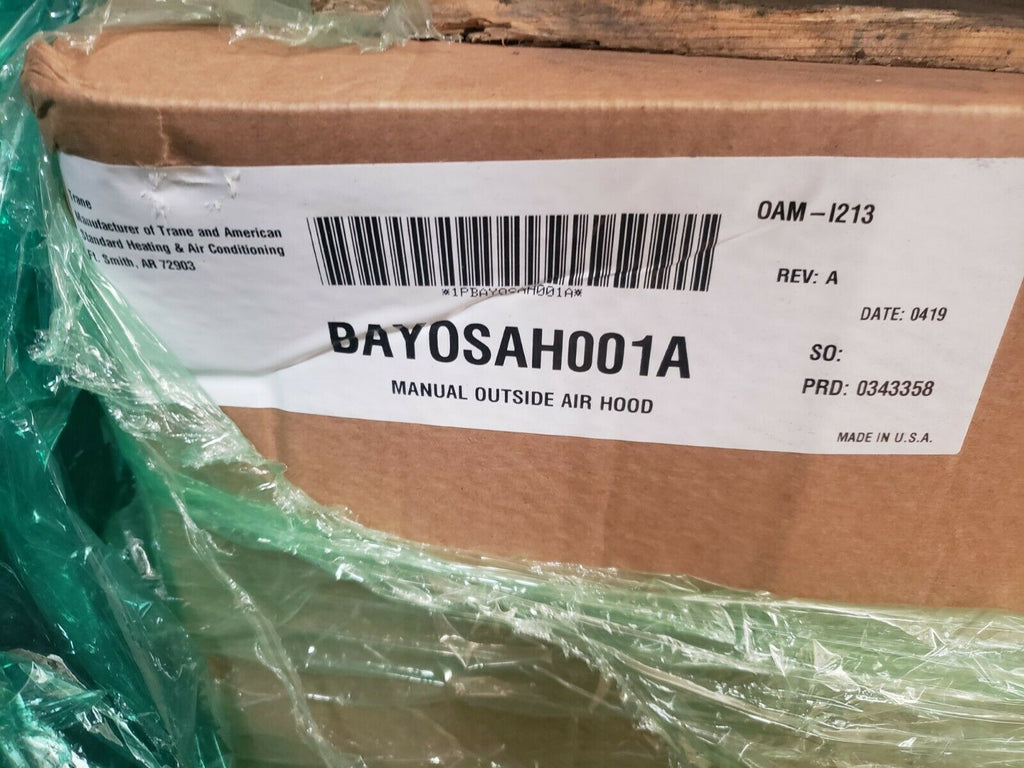 Trane
Manufacturer of Trane and American
Standard Heating & Air Conditioning
Ft. Smith, AR 72903
*1PBAYOSAH001A*
BAYOSAH001A
MANUAL OUTSIDE AIR HOOD
OAM-I213
REV: A
DATE: 0419
SO:
PRD: 0343358
MADE IN U.S.A.